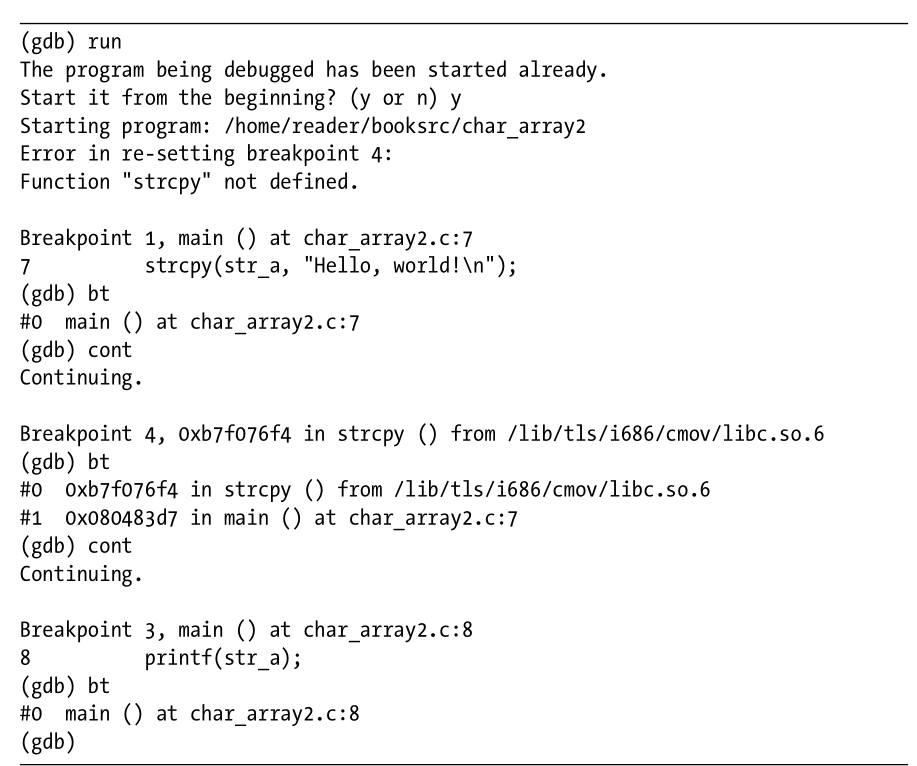 (gdb) run
The program being debugged has been started already.
Start it from the beginning? (y or n) y
Starting program: /home/reader/booksrc/char_array2
Error in re-setting breakpoint 4:
Function "strcpy" not defined.

Breakpoint 1, main () at char_array2.c:7
7          strcpy(str_a, "Hello, world!\n");
(gdb) bt
#0  main () at char_array2.c:7
(gdb) cont
Continuing.

Breakpoint 4, 0xb7f076f4 in strcpy () from /lib/tls/i686/cmov/libc.so.6
(gdb) bt
#0  0xb7f076f4 in strcpy () from /lib/tls/i686/cmov/libc.so.6
#1  0x080483d7 in main () at char_array2.c:7
(gdb) cont
Continuing.

Breakpoint 3, main () at char_array2.c:8
8          printf(str_a);
(gdb) bt
#0  main () at char_array2.c:8
(gdb)